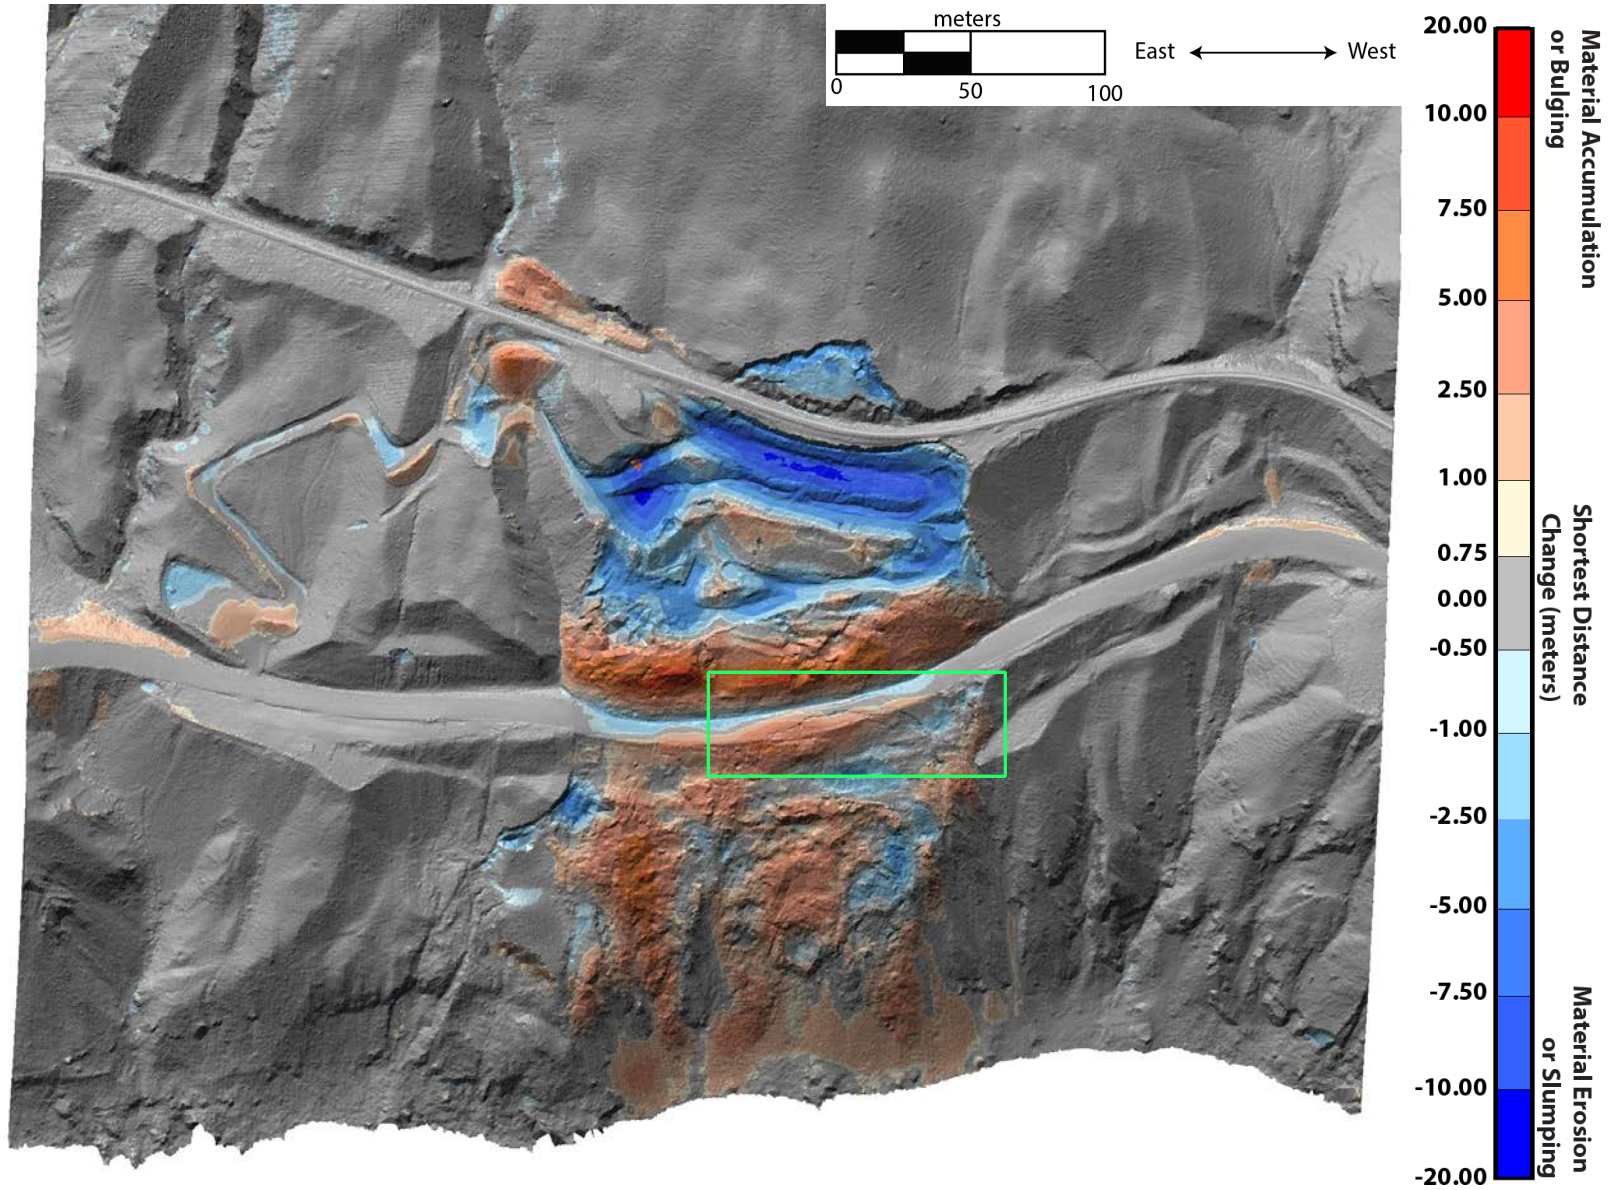 meters
0 50 100
East West
20.00
10.00
7.50
5.00
2.50
1.00
0.75
0.00
-0.50
-1.00
-2.50
-5.00
-7.50
-10.00
-20.00
Material Accumulation
or Bulging
Shortest Distance
Change (meters)
Material Erosion
or Slumping